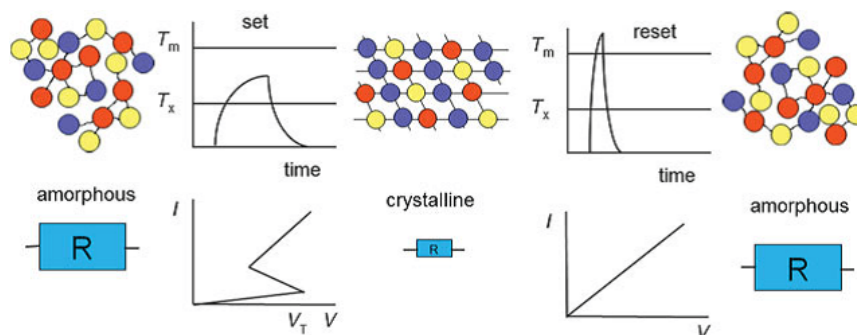 set
T_m
T_x
time
reset
T_m
T_x
time
amorphous
crystalline
amorphous
R
R
R
I
V_T V
I
V